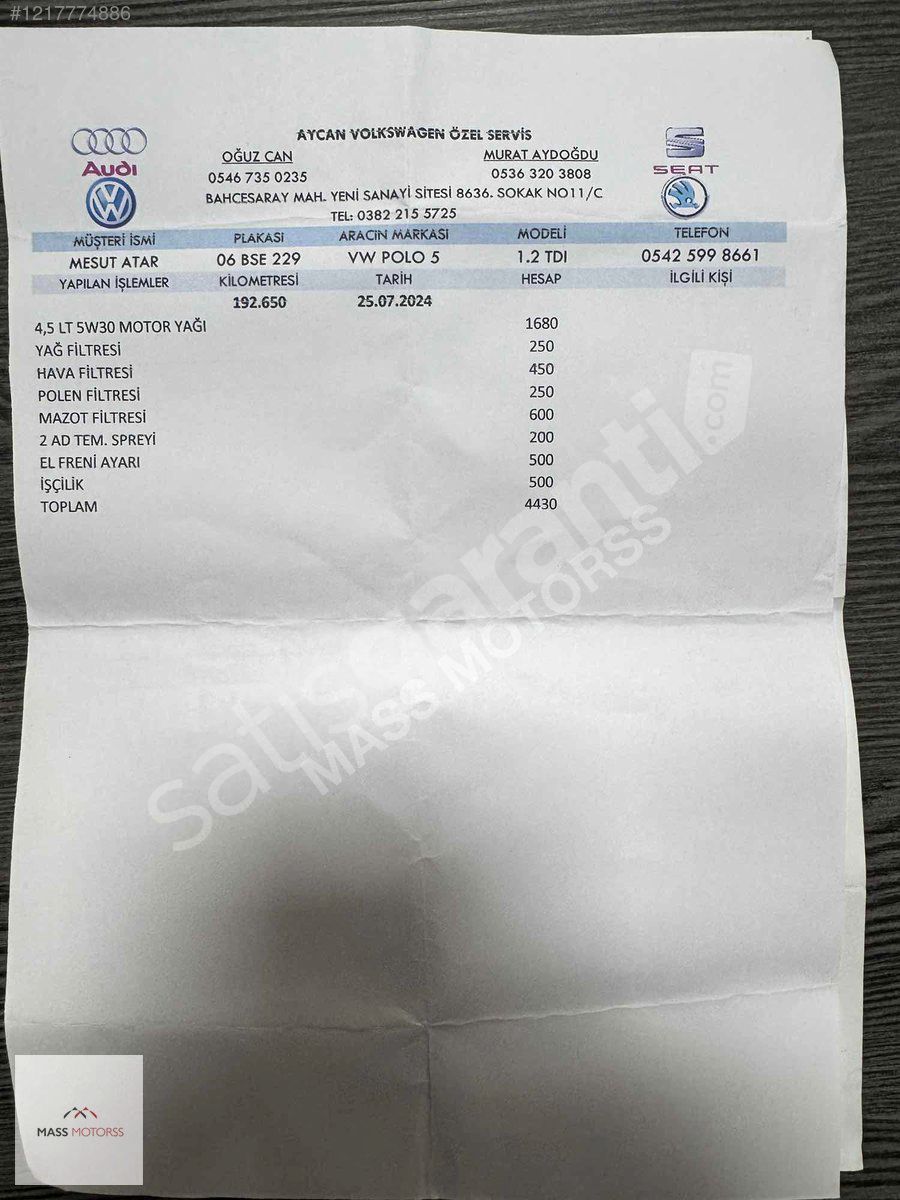 #1217774886
AYCAN VOLKSWAGEN ÖZEL SERVİS
Audi
OĞUZ CAN MURAT AYDOĞDU
SEAT
0546 735 0235 0536 320 3808
BAHCESARAY MAH. YENİ SANAYİ SİTESİ 8636. SOKAK NO11/C
TEL: 0382 215 5725
MÜŞTERİ İSMİ PLAKASI ARACIN MARKASI MODELİ TELEFON
MESUT ATAR 06 BSE 229 VW POLO 5 1.2 TDI 0542 599 8661
YAPILAN İŞLEMLER KİLOMETRESİ TARİH HESAP İLGİLİ KİŞİ
192.650 25.07.2024
4,5 LT 5W30 MOTOR YAĞI 1680
YAĞ FİLTRESİ 250
HAVA FİLTRESİ 450
POLEN FİLTRESİ 250
MAZOT FİLTRESİ 600
2 AD TEM. SPREYİ 200
EL FRENİ AYARI 500
İŞÇİLİK 500
TOPLAM 4430
satısgaranti.com
MASS MOTORSS
MASS MOTORSS